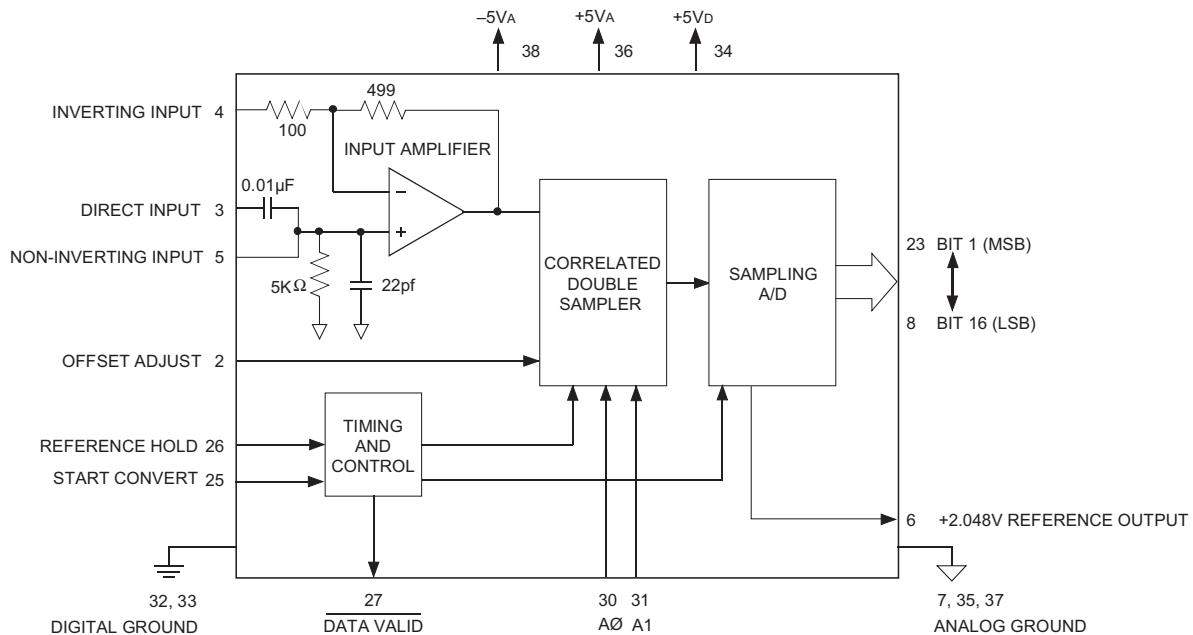 –5VA
38
+5VA
36
+5VD
34
INVERTING INPUT 4
100
499
INPUT AMPLIFIER
0.01µF
DIRECT INPUT 3
NON-INVERTING INPUT 5
–
+
5KΩ
22pf
OFFSET ADJUST 2
CORRELATED
DOUBLE
SAMPLER
SAMPLING
A/D
23 BIT 1 (MSB)
8 BIT 16 (LSB)
REFERENCE HOLD 26
START CONVERT 25
TIMING
AND
CONTROL
6 +2.048V REFERENCE OUTPUT
32, 33
DIGITAL GROUND
27
DATA VALID
30 31
AØ A1
7, 35, 37
ANALOG GROUND